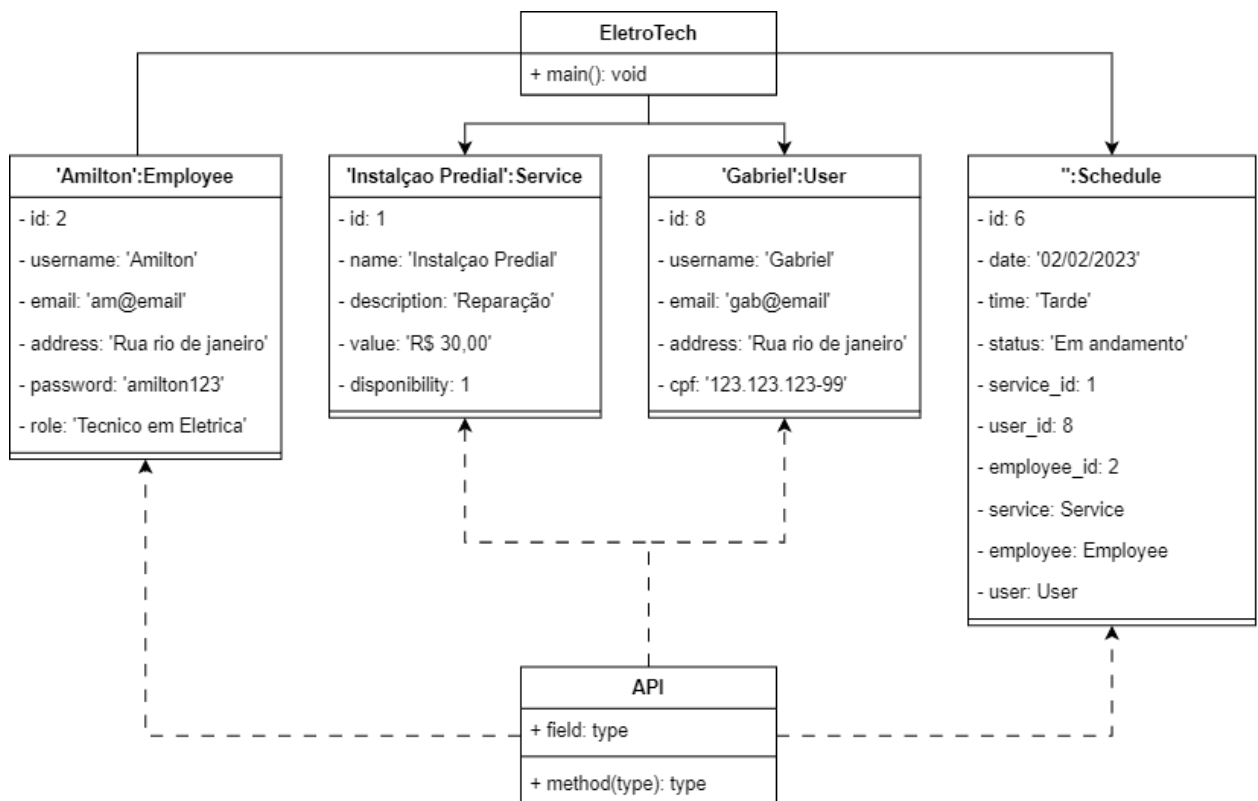 EletroTech
+ main(): void
'Amilton':Employee
- id: 2
- username: 'Amilton'
- email: 'am@email'
- address: 'Rua rio de janeiro'
- password: 'amilton123'
- role: 'Tecnico em Eletrica'
'Instalçao Predial':Service
- id: 1
- name: 'Instalçao Predial'
- description: 'Reparação'
- value: 'R$ 30,00'
- disponibility: 1
'Gabriel':User
- id: 8
- username: 'Gabriel'
- email: 'gab@email'
- address: 'Rua rio de janeiro'
- cpf: '123.123.123-99'
'':Schedule
- id: 6
- date: '02/02/2023'
- time: 'Tarde'
- status: 'Em andamento'
- service_id: 1
- user_id: 8
- employee_id: 2
- service: Service
- employee: Employee
- user: User
API
+ field: type
+ method(type): type